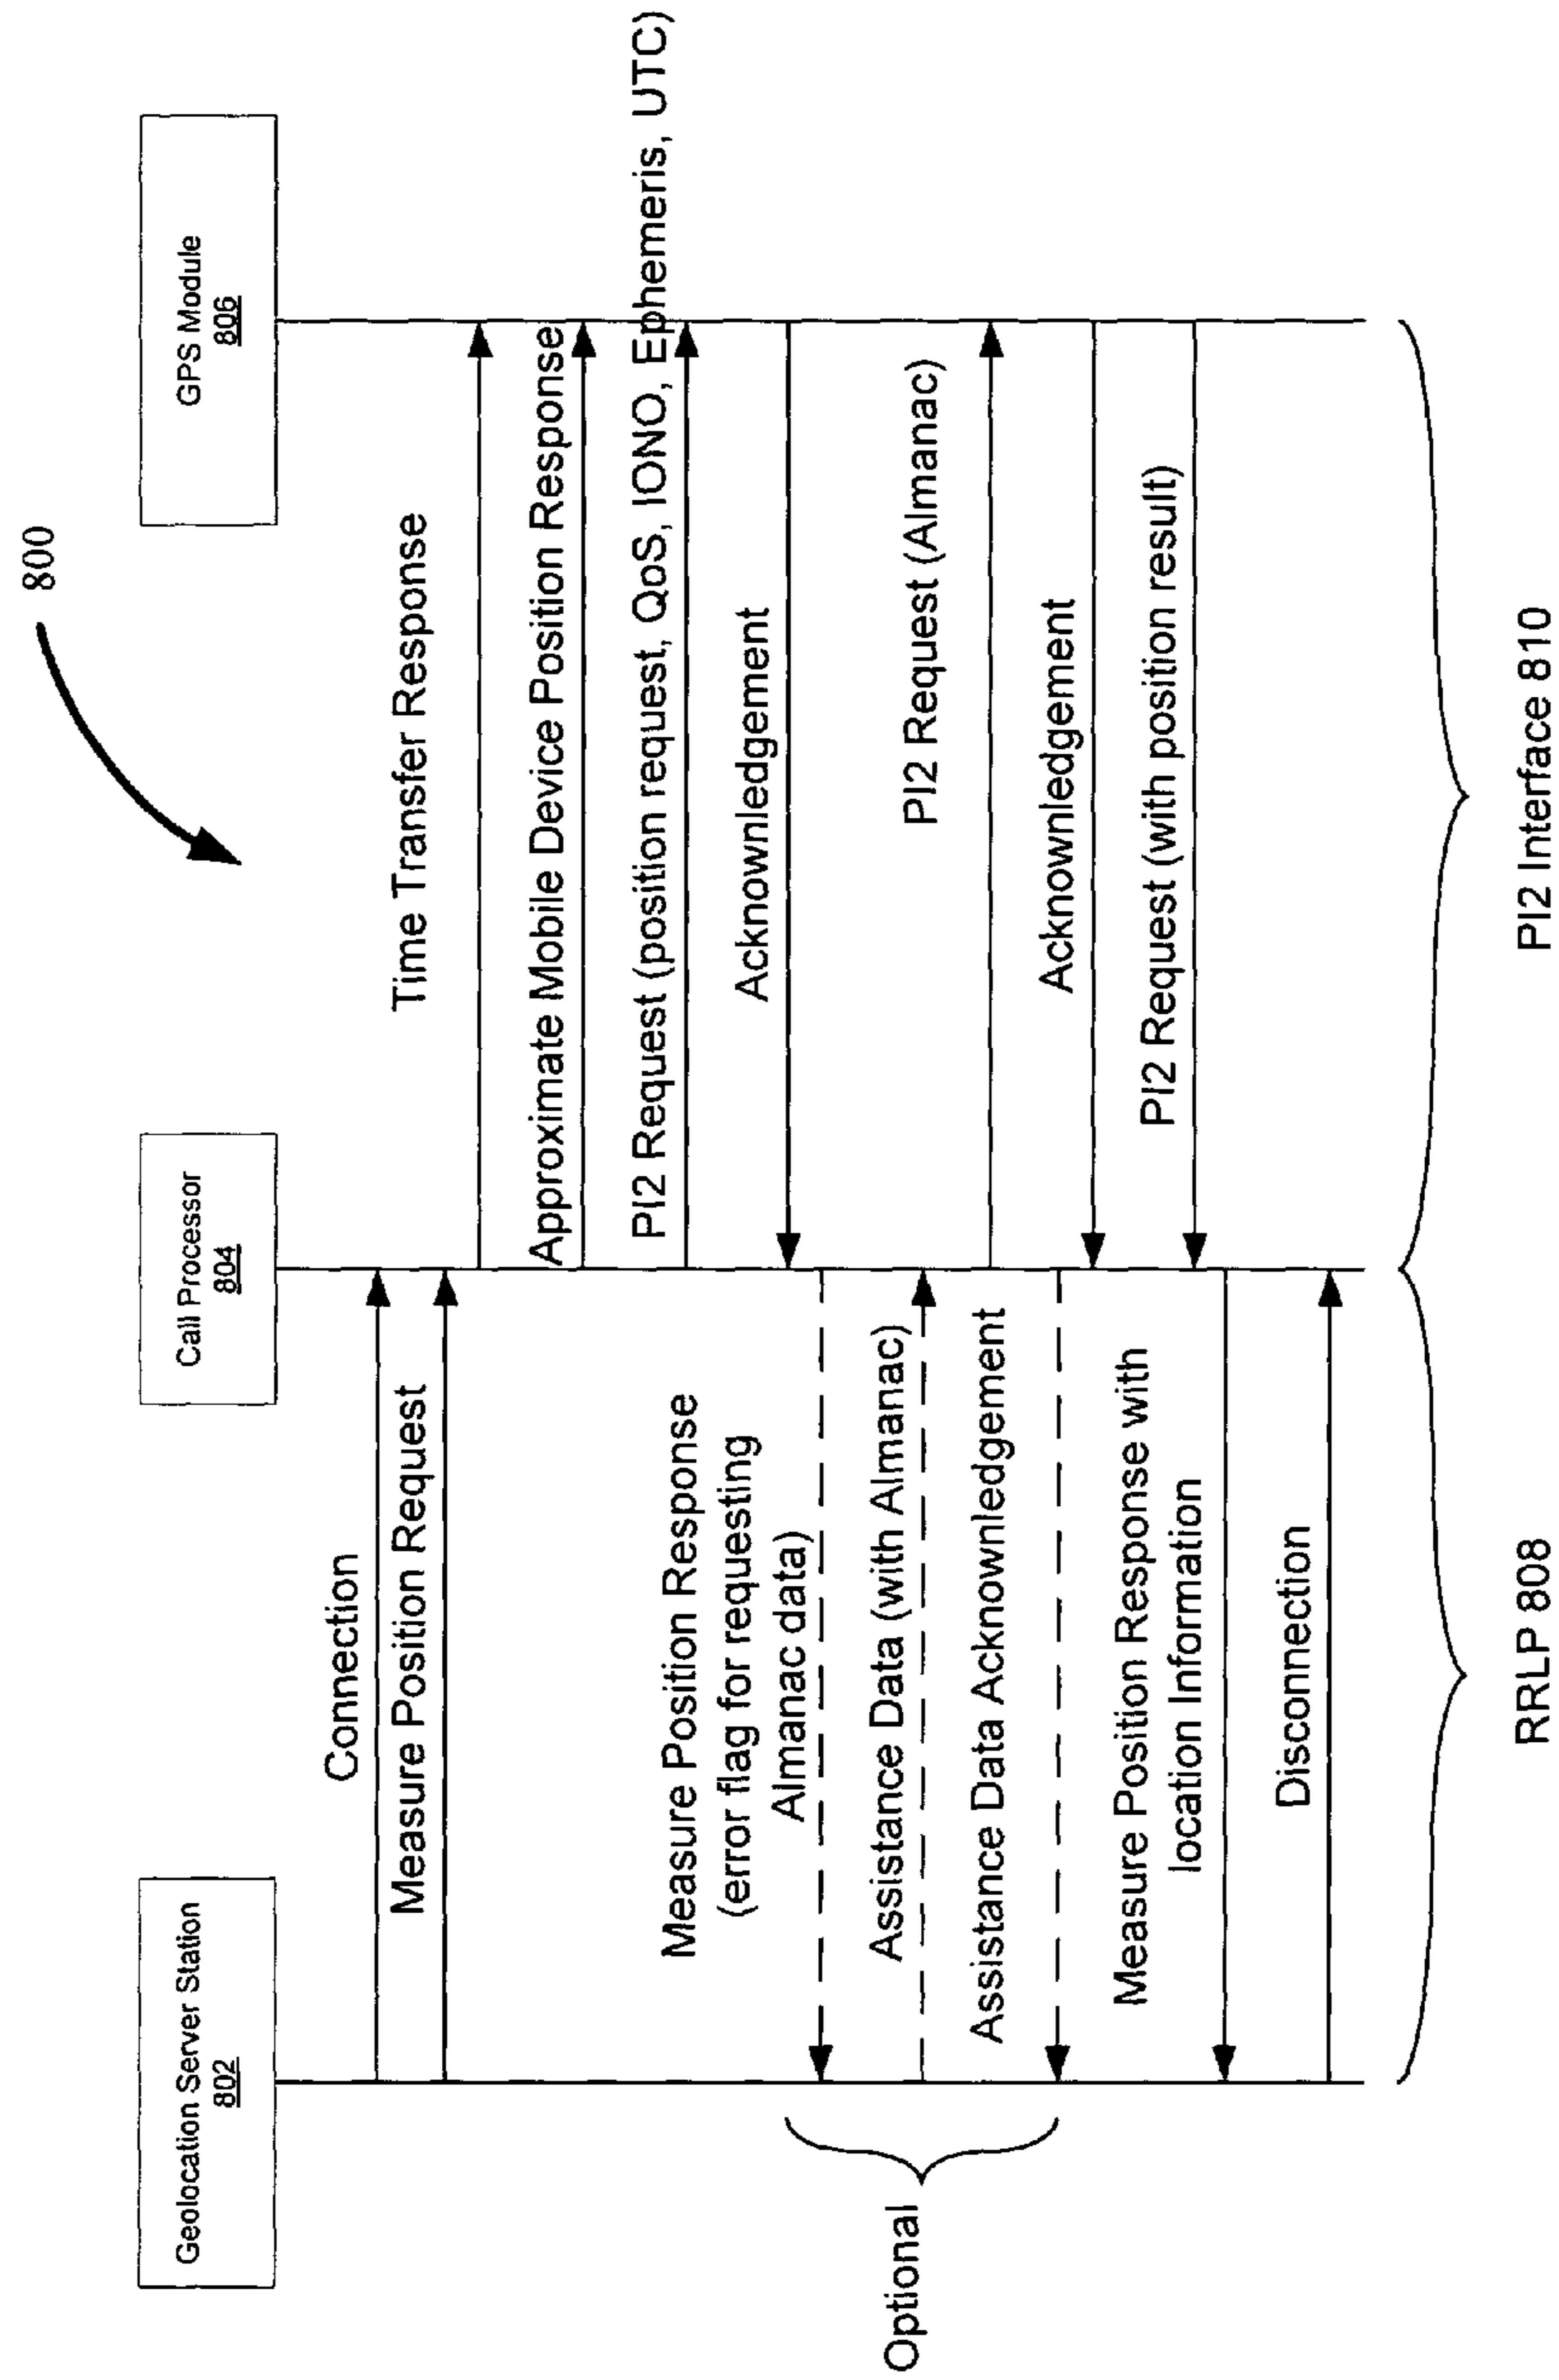 800
Geolocation Server Station
802
Call Processor
804
GPS Module
806
Connection
Measure Position Request
Time Transfer Response
Approximate Mobile Device Position Response
PI2 Request (position request, QoS, IONO, Ephemeris, UTC)
Acknownledgement
Measure Position Response
(error flag for requesting
Almanac data)
Optional
Assistance Data (with Almanac)
PI2 Request (Almanac)
Assistance Data Acknowledgement
Acknownledgement
PI2 Request (with position result)
Measure Position Response with
location Information
Disconnection
RRLP 808
PI2 Interface 810